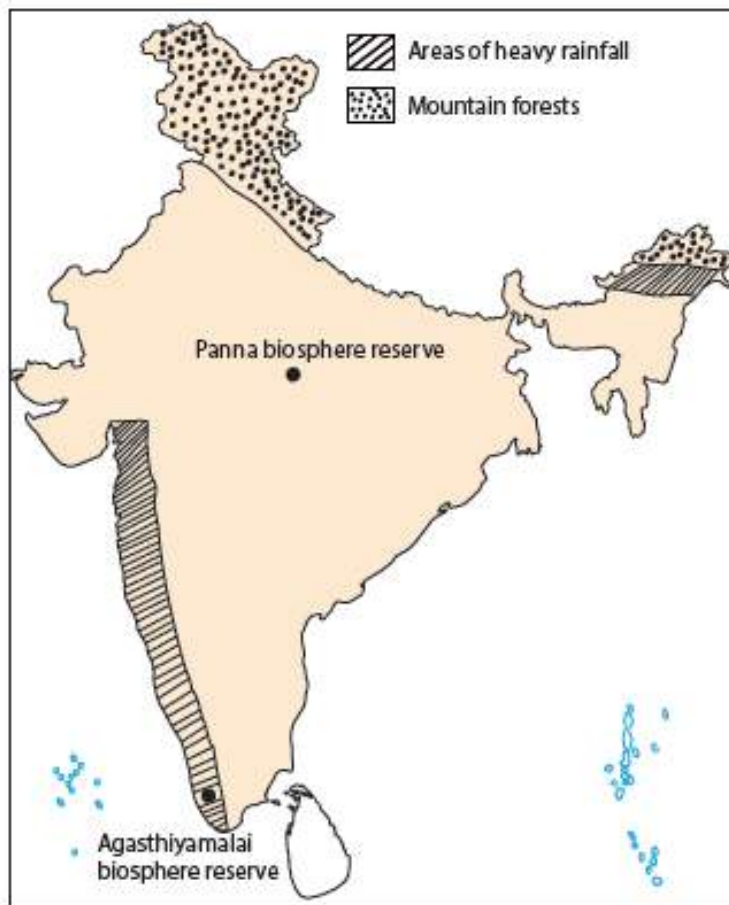 Areas of heavy rainfall
Mountain forests
Panna biosphere reserve
Agasthiyamalai
biosphere reserve